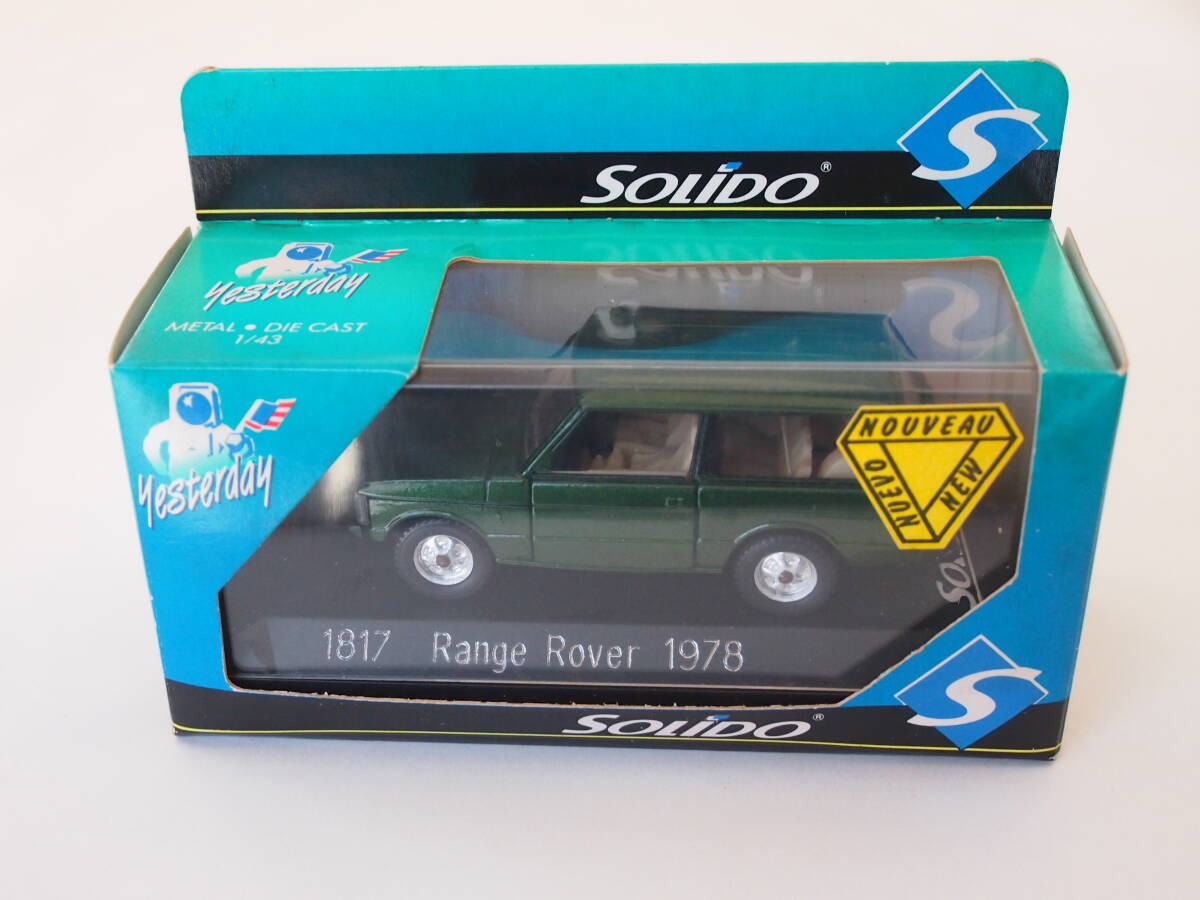 SOLIDO®
S
Yesterday
METAL • DIE CAST
1/43
Yesterday
NOUVEAU
NUEVO
NEW
1817 Range Rover 1978
SOLIDO®
S